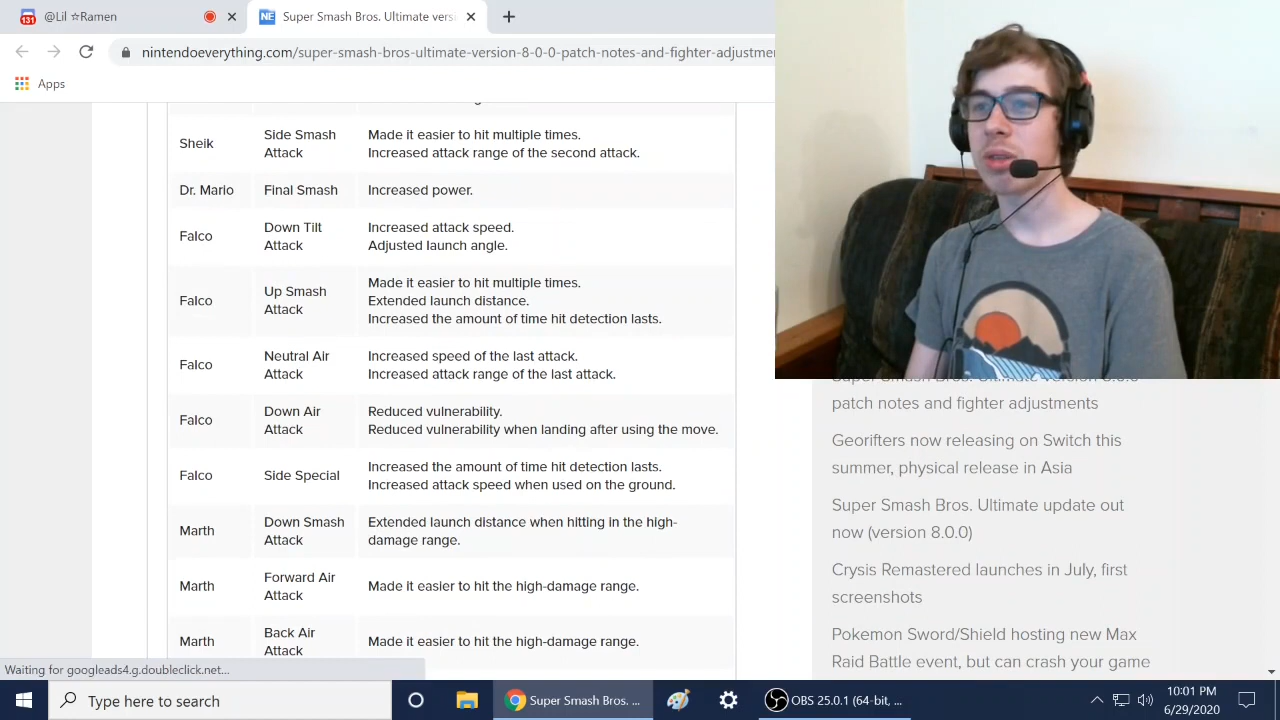 131
@Lil ☆Ramen
NE
Super Smash Bros. Ultimate vers
nintendoeverything.com/super-smash-bros-ultimate-version-8-0-0-patch-notes-and-fighter-adjustmen
Apps
Sheik
Side Smash
Attack
Made it easier to hit multiple times.
Increased attack range of the second attack.
Dr. Mario
Final Smash
Increased power.
Falco
Down Tilt
Attack
Increased attack speed.
Adjusted launch angle.
Falco
Up Smash
Attack
Made it easier to hit multiple times.
Extended launch distance.
Increased the amount of time hit detection lasts.
Falco
Neutral Air
Attack
Increased speed of the last attack.
Increased attack range of the last attack.
Falco
Down Air
Attack
Reduced vulnerability.
Reduced vulnerability when landing after using the move.
Falco
Side Special
Increased the amount of time hit detection lasts.
Increased attack speed when used on the ground.
Marth
Down Smash
Attack
Extended launch distance when hitting in the high-
damage range.
Marth
Forward Air
Attack
Made it easier to hit the high-damage range.
Marth
Back Air
Attack
Made it easier to hit the high-damage range.
Super Smash Bros. Ultimate version 8.0.0
patch notes and fighter adjustments
Georifters now releasing on Switch this
summer, physical release in Asia
Super Smash Bros. Ultimate update out
now (version 8.0.0)
Crysis Remastered launches in July, first
screenshots
Pokemon Sword/Shield hosting new Max
Raid Battle event, but can crash your game
Waiting for googleads4.g.doubleclick.net...
Type here to search
Super Smash Bros. ...
OBS 25.0.1 (64-bit, ...
10:01 PM
6/29/2020